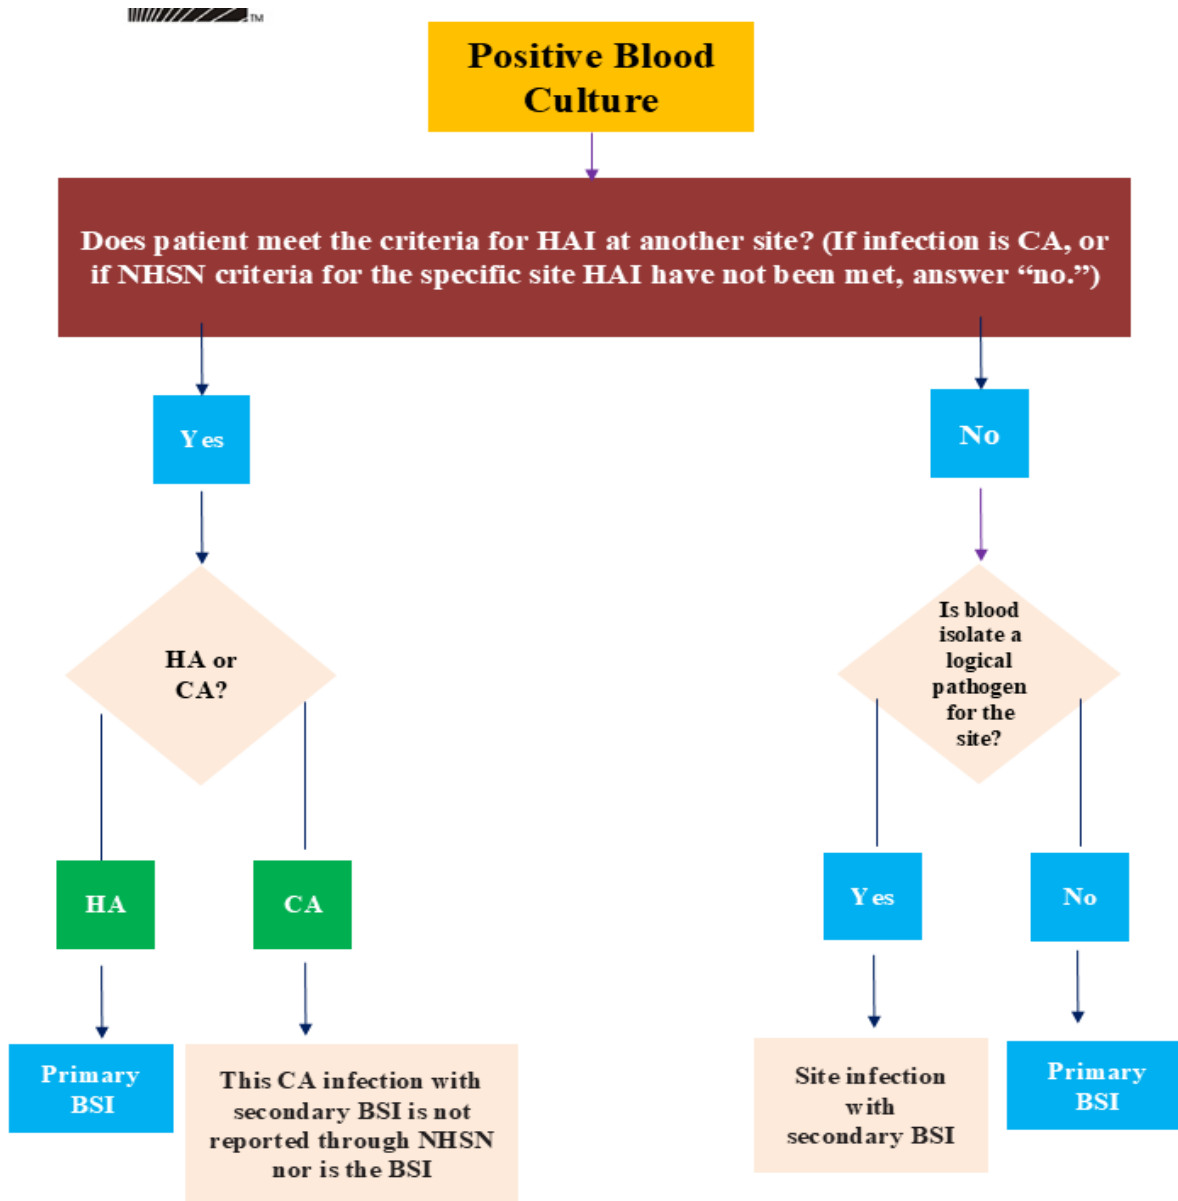 TM
Positive Blood
Culture
Does patient meet the criteria for HAI at another site? (If infection is CA, or
if NHSN criteria for the specific site HAI have not been met, answer “no.”)
Yes
No
HA or
CA?
Is blood
isolate a
logical
pathogen
for the
site?
HA
CA
Yes
No
Primary
BSI
This CA infection with
secondary BSI is not
reported through NHSN
nor is the BSI
Site infection
with
secondary BSI
Primary
BSI